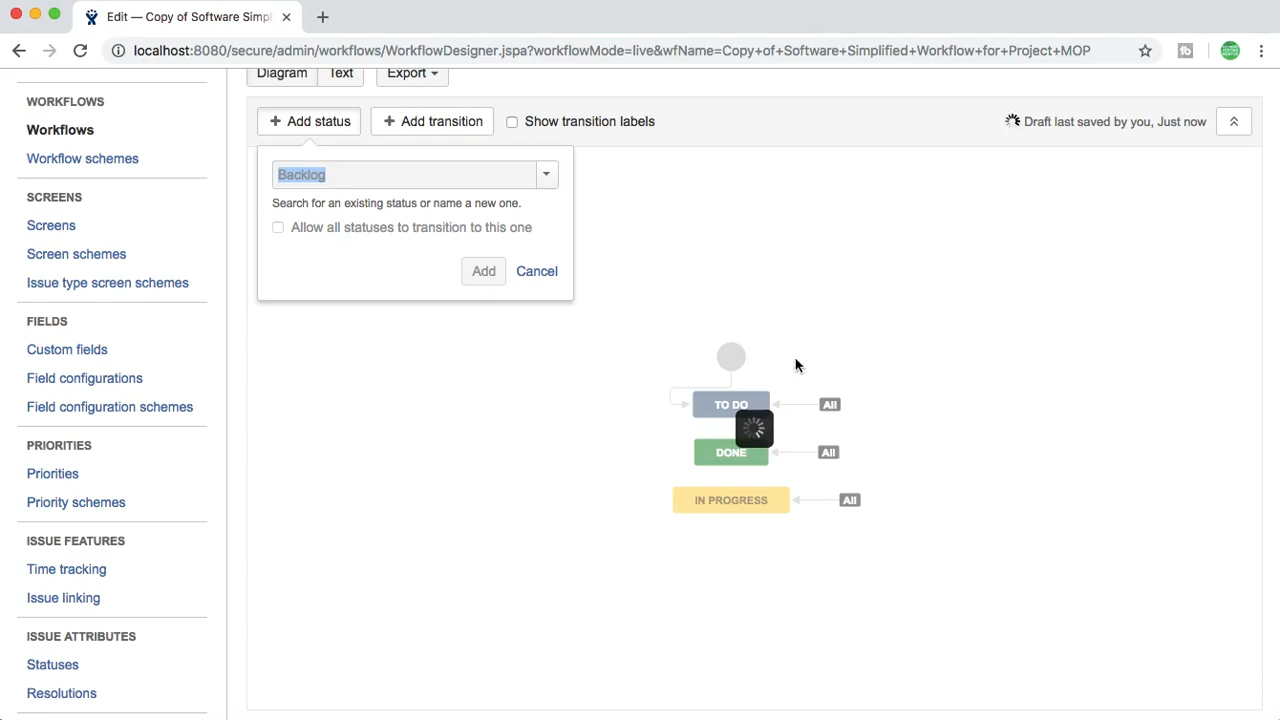 Edit — Copy of Software Simpl
localhost:8080/secure/admin/workflows/WorkflowDesigner.jspa?workflowMode=live&wfName=Copy+of+Software+Simplified+Workflow+for+Project+MOP
WORKFLOWS
Workflows
Workflow schemes
SCREENS
Screens
Screen schemes
Issue type screen schemes
FIELDS
Custom fields
Field configurations
Field configuration schemes
PRIORITIES
Priorities
Priority schemes
ISSUE FEATURES
Time tracking
Issue linking
ISSUE ATTRIBUTES
Statuses
Resolutions
Diagram Text Export
Add status Add transition Show transition labels Draft last saved by you, Just now
Backlog
Search for an existing status or name a new one.
Allow all statuses to transition to this one
Add Cancel
TO DO All
DONE All
IN PROGRESS All